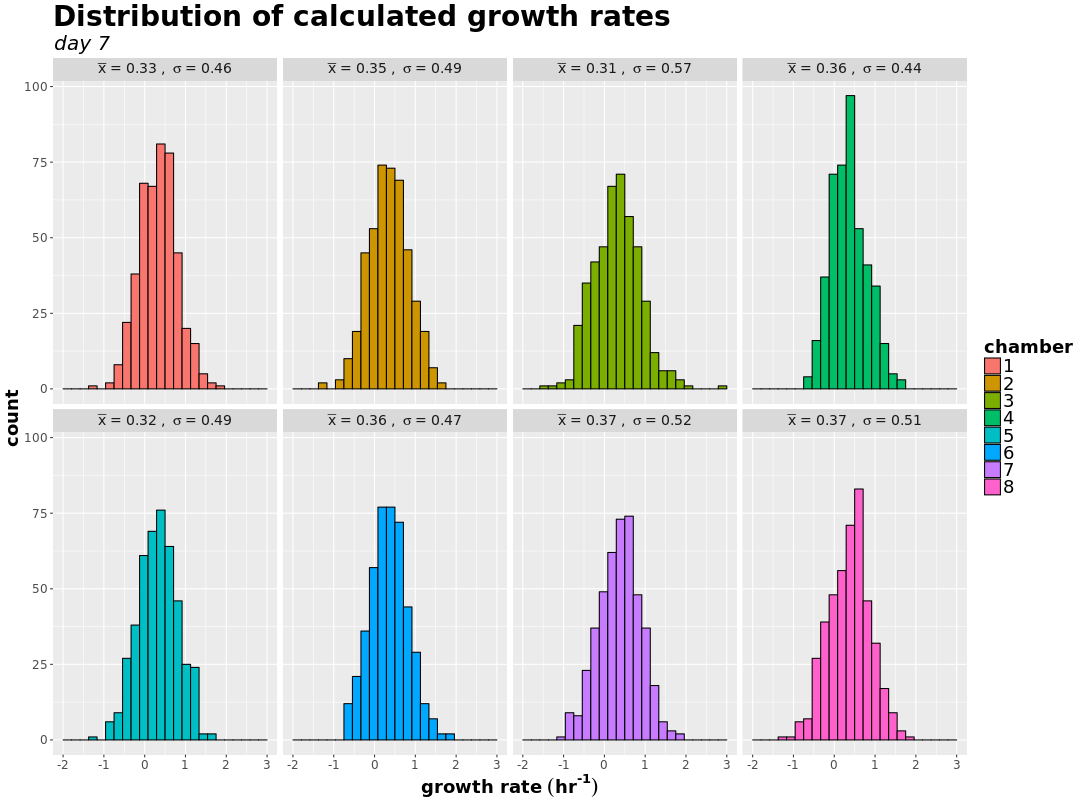 Distribution of calculated growth rates
day 7
x̅ = 0.33 , σ = 0.46
x̅ = 0.35 , σ = 0.49
x̅ = 0.31 , σ = 0.57
x̅ = 0.36 , σ = 0.44
100
75
50
25
0
x̅ = 0.32 , σ = 0.49
x̅ = 0.36 , σ = 0.47
x̅ = 0.37 , σ = 0.52
x̅ = 0.37 , σ = 0.51
100
75
50
25
0
-2 -1 0 1 2 3
-2 -1 0 1 2 3
-2 -1 0 1 2 3
-2 -1 0 1 2 3
count
growth rate (hr⁻¹)
chamber
1
2
3
4
5
6
7
8